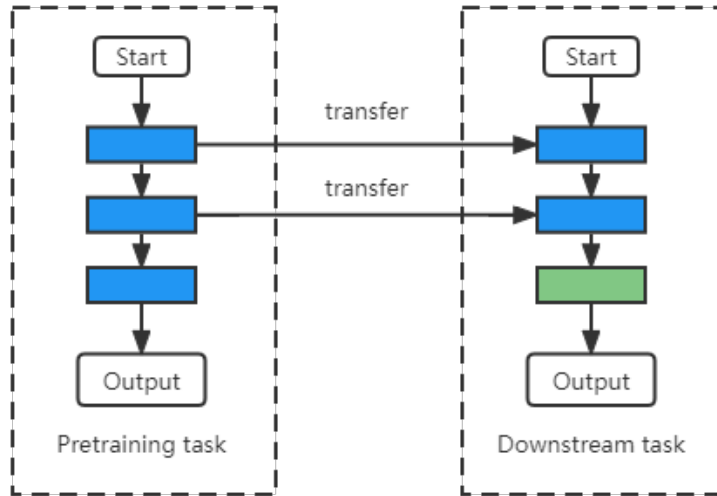 Start
Start
transfer
transfer
Output
Output
Pretraining task
Downstream task